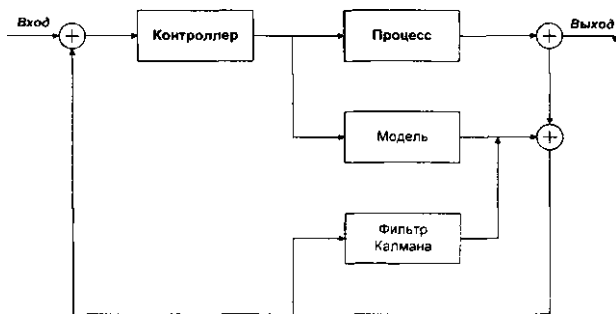 Вход
Контроллер
Процесс
Выход
Модель
Фильтр
Калмана